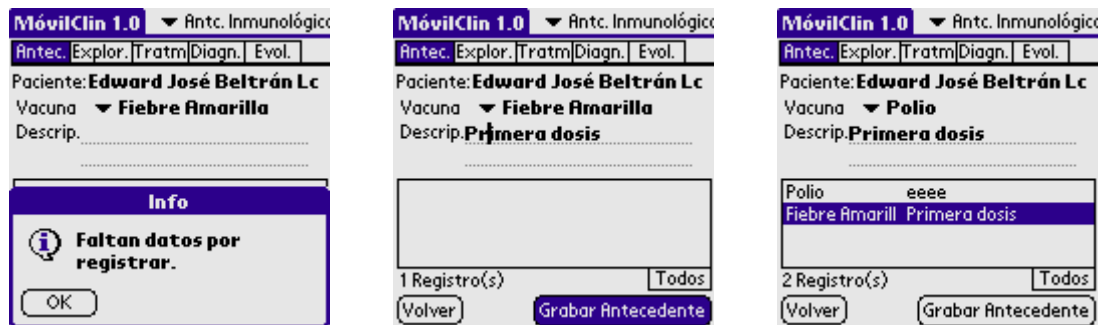 MóvilClin 1.0 Antc. Inmunológico
Antec. Explor. Tratm Diagn. Evol.
Paciente: Edward José Beltrán Lc
Vacuna Fiebre Amarilla
Descrip.
Info
Faltan datos por
registrar.
OK
MóvilClin 1.0 Antc. Inmunológico
Antec. Explor. Tratm Diagn. Evol.
Paciente: Edward José Beltrán Lc
Vacuna Fiebre Amarilla
Descrip. Primera dosis
1 Registro(s) Todos
Volver Grabar Antecedente
MóvilClin 1.0 Antc. Inmunológico
Antec. Explor. Tratm Diagn. Evol.
Paciente: Edward José Beltrán Lc
Vacuna Polio
Descrip. Primera dosis
Polio eeee
Fiebre Amarill Primera dosis
2 Registro(s) Todos
Volver Grabar Antecedente